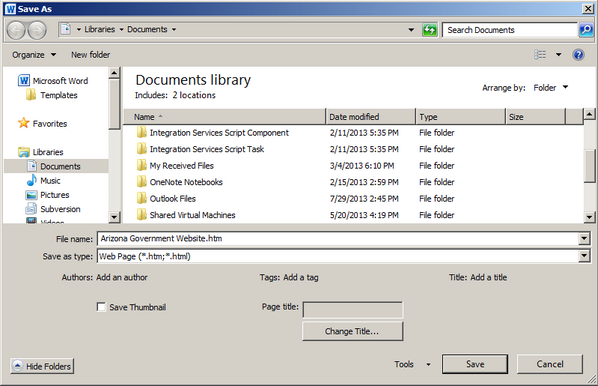 Save As
Libraries Documents Search Documents
Organize New folder
Microsoft Word
Templates
Favorites
Libraries
Documents
Music
Pictures
Subversion
Videos
Documents library
Includes: 2 locations
Arrange by: Folder
Name Date modified Type Size
Integration Services Script Component 2/11/2013 5:35 PM File folder
Integration Services Script Task 2/11/2013 5:35 PM File folder
My Received Files 3/4/2013 6:10 PM File folder
OneNote Notebooks 2/15/2013 2:59 PM File folder
Outlook Files 7/29/2013 2:45 PM File folder
Shared Virtual Machines 5/20/2013 4:19 PM File folder
File name: Arizona Government Website.htm
Save as type: Web Page (*.htm;*.html)
Authors: Add an author Tags: Add a tag Title: Add a title
Save Thumbnail Page title:
Change Title...
Hide Folders Tools Save Cancel